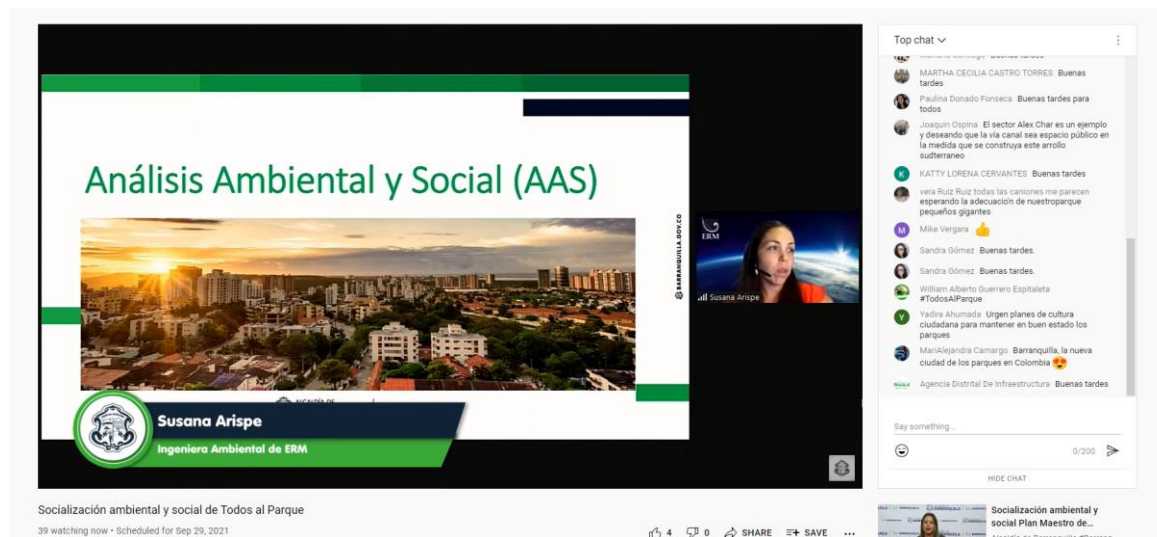 Análisis Ambiental y Social (AAS)
BARRANQUILLA.GOV.CO
ERM
Susana Arispe
Susana Arispe
Ingeniera Ambiental de ERM
Socialización ambiental y social de Todos al Parque
39 watching now • Scheduled for Sep 29, 2021
4
0
SHARE
SAVE
Top chat
MARTHA CECILIA CASTRO TORRES Buenas
tardes
Paulina Donado Fonseca Buenas tardes para
todos
Joaquin Ospina El sector Alex Char es un ejemplo
y deseando que la vía canal sea espacio público en
la medida que se construya este arrollo
sudterraneo
KATTY LORENA CERVANTES Buenas tardes
vera Ruiz Ruiz todas las caniones me parecen
esperando la adecuacio'n de nuestroparque
pequeños gigantes
Mike Vergara
Sandra Gómez Buenas tardes.
Sandra Gómez Buenas tardes.
William Alberto Guerrero Espitaleta
#TodosAlParque
Yadira Ahumada Urgen planes de cultura
ciudadana para mantener en buen estado los
parques
MariAlejandra Camargo Barranquilla, la nueva
ciudad de los parques en Colombia
Agencia Distrital De Infraestructura Buenas tardes
Say something...
0/200
HIDE CHAT
Socialización ambiental y
social Plan Maestro de...